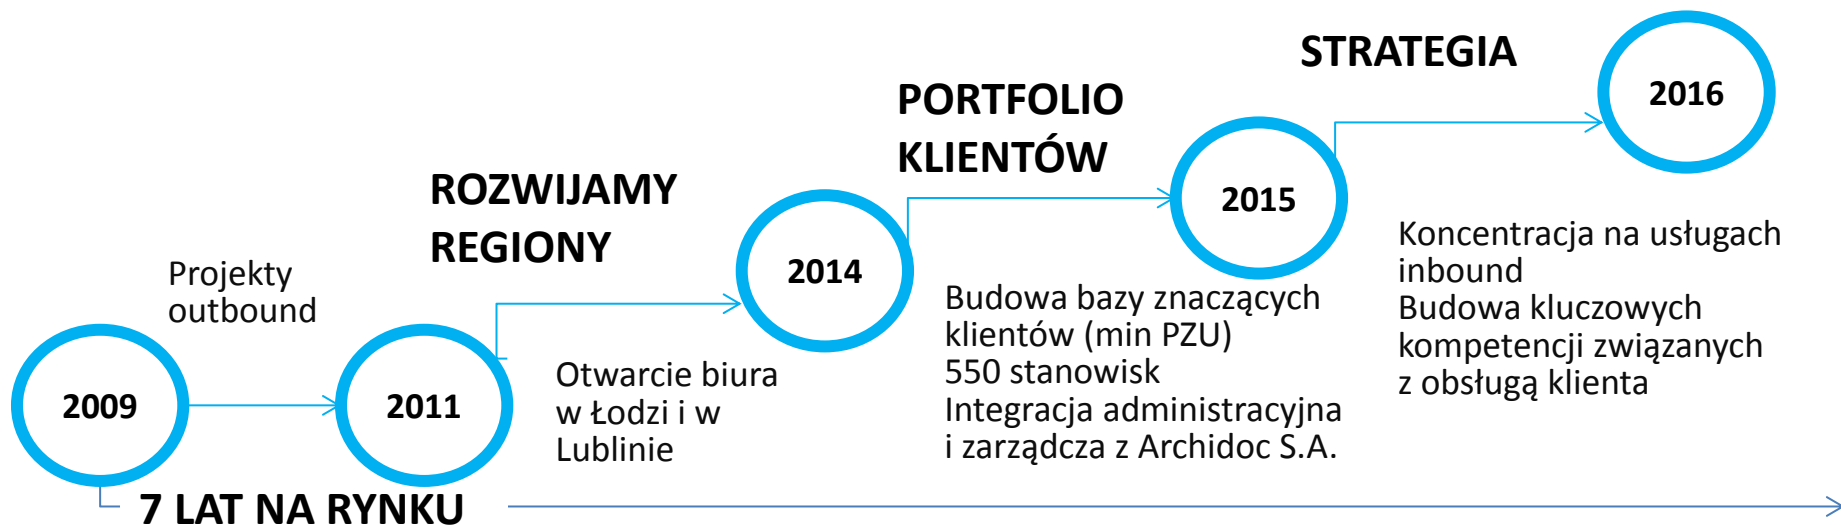 2009
Projekty
outbound
2011
ROZWIJAMY
REGIONY
Otwarcie biura
w Łodzi i w
Lublinie
2014
PORTFOLIO
KLIENTÓW
Budowa bazy znaczących
klientów (min PZU)
550 stanowisk
Integracja administracyjna
i zarządcza z Archidoc S.A.
2015
STRATEGIA
Koncentracja na usługach
inbound
Budowa kluczowych
kompetencji związanych
z obsługą klienta
2016
7 LAT NA RYNKU